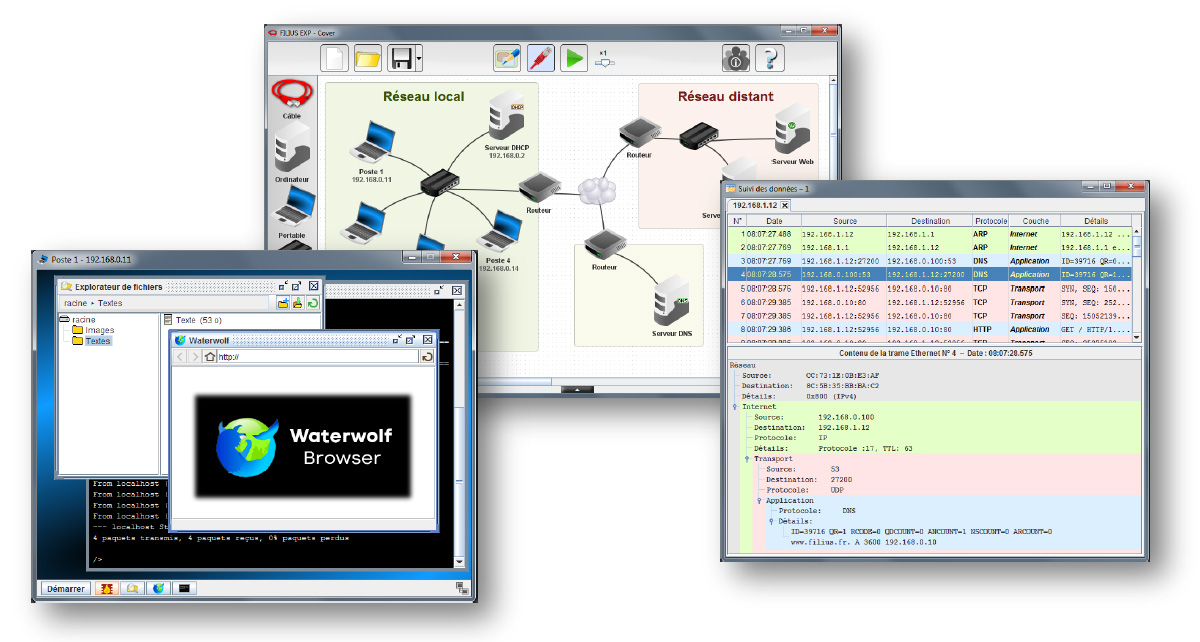 FILIUS EXP - Cover
×1
Câble
Ordinateur
Portable
Réseau local
Serveur DHCP
192.168.0.2
DHCP
Poste 1
192.168.0.11
Poste 4
192.168.0.14
Routeur
Réseau distant
Routeur
Serveur Web
Routeur
Serveur DNS
Suivi des données – 1
192.168.1.12
N° Date Source Destination Protocole Couche Détails
1 08:07:27.488 192.168.1.12 192.168.1.1 ARP Internet 192.168.1.12 ...
2 08:07:27.769 192.168.1.1 192.168.1.12 ARP Internet 192.168.1.1 e...
3 08:07:27.769 192.168.1.12:27200 192.168.0.100:53 DNS Application ID=39716 QR=0...
4 08:07:28.575 192.168.0.100:53 192.168.1.12:27200 DNS Application ID=39716 QR=1...
5 08:07:28.575 192.168.1.12:52956 192.168.0.10:80 TCP Transport SYN, SEQ: 150...
6 08:07:29.385 192.168.0.10:80 192.168.1.12:52956 TCP Transport SYN, SEQ: 252...
7 08:07:29.385 192.168.1.12:52956 192.168.0.10:80 TCP Transport SEQ: 15052139...
8 08:07:29.386 192.168.1.12:52956 192.168.0.10:80 HTTP Application GET / HTTP/1....
Contenu de la trame Ethernet N° 4 – Date : 08:07:28.575
Réseau
Source: CC:73:1E:0B:E3:AF
Destination: 8C:5B:35:BB:BA:C2
Détails: 0x800 (IPv4)
Internet
Source: 192.168.0.100
Destination: 192.168.1.12
Protocole: IP
Détails: Protocole :17, TTL: 63
Transport
Source: 53
Destination: 27200
Protocole: UDP
Application
Protocole: DNS
Détails:
ID=39716 QR=1 RCODE=0 QDCOUNT=0 ANCOUNT=1 NSCOUNT=0 ARCOUNT=0
www.filius.fr. A 3600 192.168.0.10
Poste 1 - 192.168.0.11
Explorateur de fichiers
racine ▸ Textes
racine
Images
Textes
Texte (53 o)
Waterwolf
http://
Waterwolf
Browser
From localhost (
From localhost (
From localhost (
From localhost (
--- localhost St
4 paquets transmis, 4 paquets reçus, 0% paquets perdus
/>
Démarrer